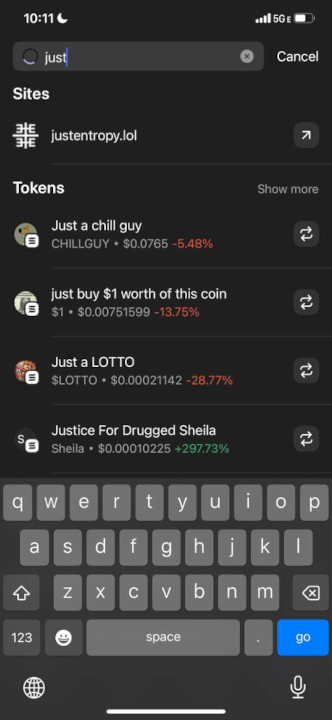 10:11
5G E
just
Cancel
Sites
justentropy.lol
Tokens
Show more
Just a chill guy
CHILLGUY • $0.0765 -5.48%
just buy $1 worth of this coin
$1 • $0.00751599 -13.75%
Just a LOTTO
$LOTTO • $0.00021142 -28.77%
S
Justice For Drugged Sheila
Sheila • $0.00010225 +297.73%
q w e r t y u i o p
a s d f g h j k l
z x c v b n m
123 space . go